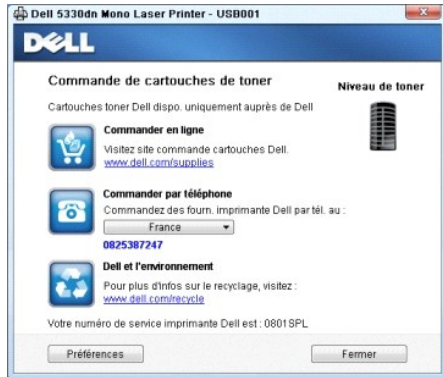 Dell 5330dn Mono Laser Printer - USB001
DELL
Commande de cartouches de toner
Niveau de toner
Cartouches toner Dell dispo. uniquement auprès de Dell
Commander en ligne
Visitez site commande cartouches Dell.
www.dell.com/supplies
Commander par téléphone
Commandez des fourn. imprimante Dell par tél. au :
France
0825387247
Dell et l'environnement
Pour plus d'infos sur le recyclage, visitez :
www.dell.com/recycle
Votre numéro de service imprimante Dell est : 0801SPL
Préférences
Fermer